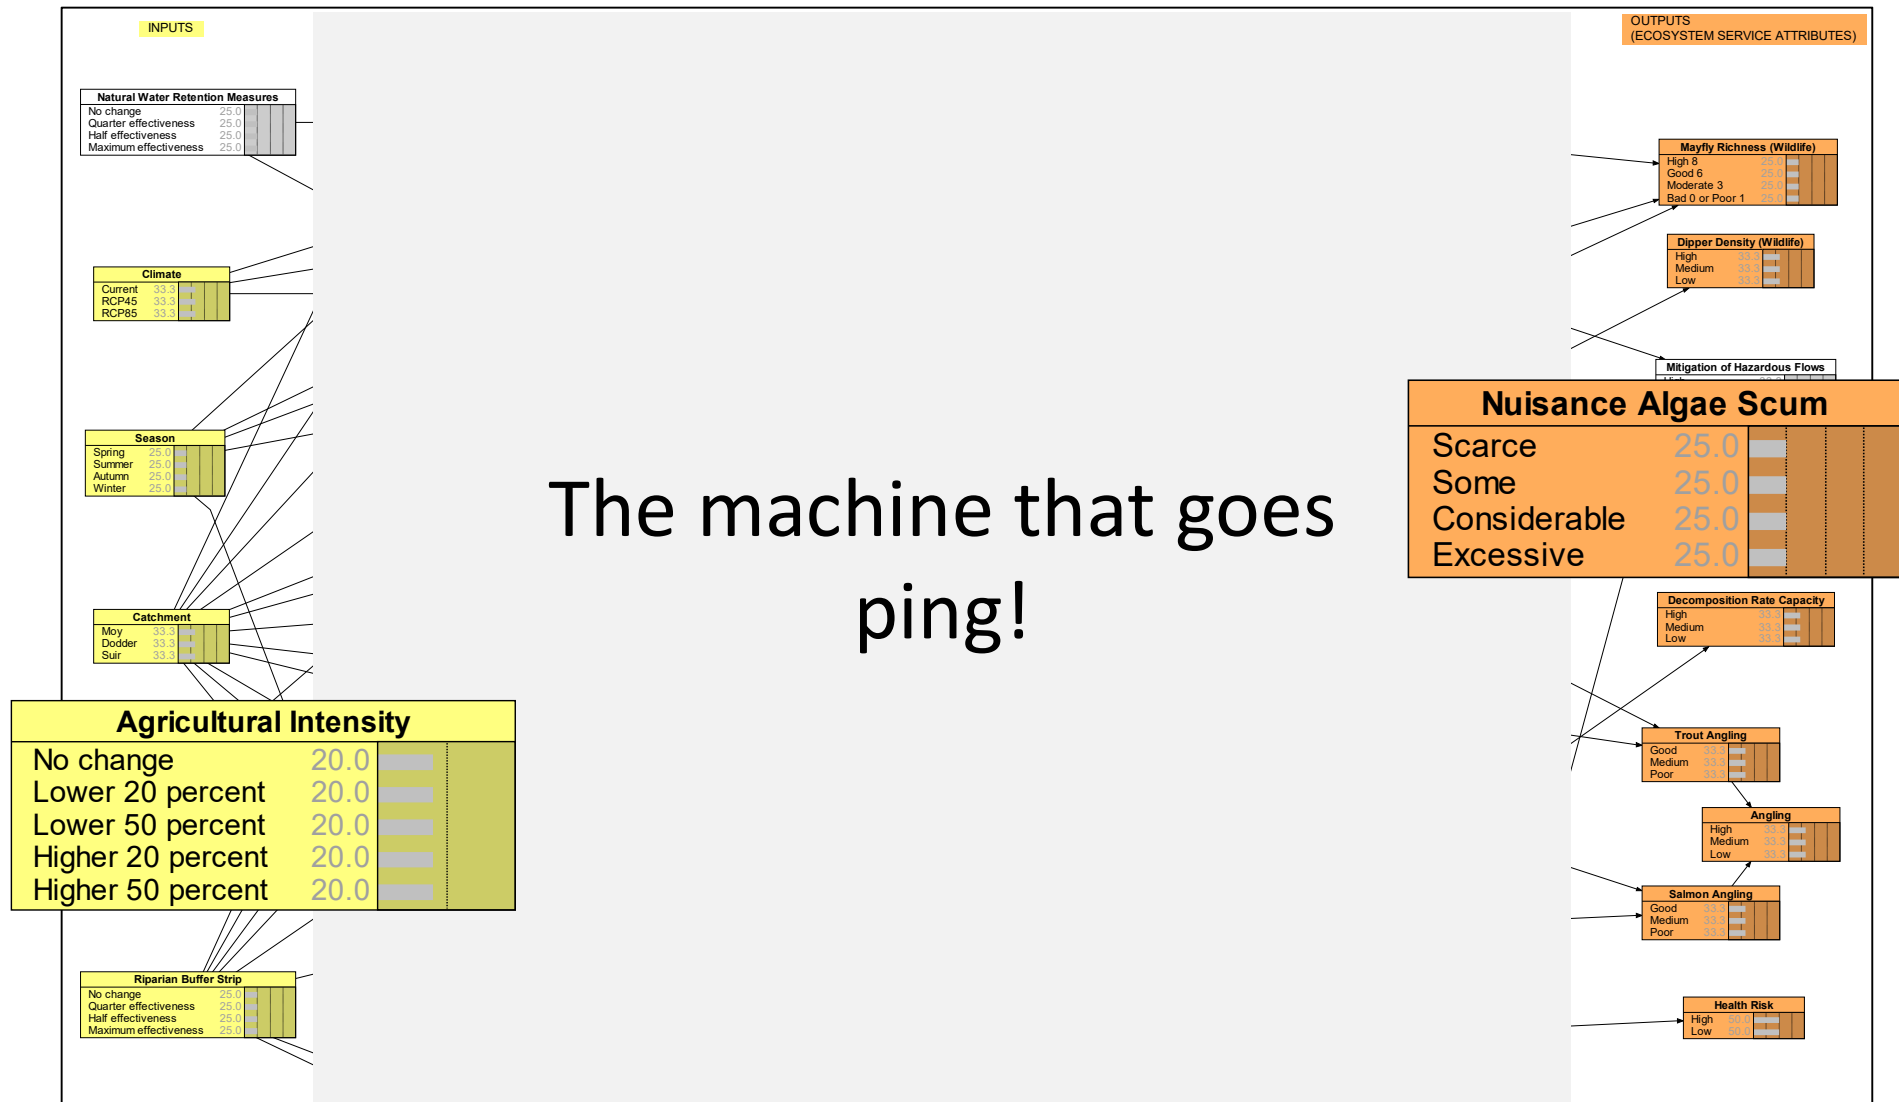 INPUTS
OUTPUTS
(ECOSYSTEM SERVICE ATTRIBUTES)
Natural Water Retention Measures
No change 25.0
Quarter effectiveness 25.0
Half effectiveness 25.0
Maximum effectiveness 25.0
Climate
Current 33.3
RCP45 33.3
RCP85 33.3
Season
Spring 25.0
Summer 25.0
Autumn 25.0
Winter 25.0
Catchment
Moy 33.3
Dodder 33.3
Suir 33.3
Agricultural Intensity
No change 20.0
Lower 20 percent 20.0
Lower 50 percent 20.0
Higher 20 percent 20.0
Higher 50 percent 20.0
Riparian Buffer Strip
No change 25.0
Quarter effectiveness 25.0
Half effectiveness 25.0
Maximum effectiveness 25.0
The machine that goes
ping!
Mayfly Richness (Wildlife)
High 8 25.0
Good 6 25.0
Moderate 3 25.0
Bad 0 or Poor 1 25.0
Dipper Density (Wildlife)
High 33.3
Medium 33.3
Low 33.3
Mitigation of Hazardous Flows
Nuisance Algae Scum
Scarce 25.0
Some 25.0
Considerable 25.0
Excessive 25.0
Decomposition Rate Capacity
High 33.3
Medium 33.3
Low 33.3
Trout Angling
Good 33.3
Medium 33.3
Poor 33.3
Angling
High 33.3
Medium 33.3
Low 33.3
Salmon Angling
Good 33.3
Medium 33.3
Poor 33.3
Health Risk
High 50.0
Low 50.0